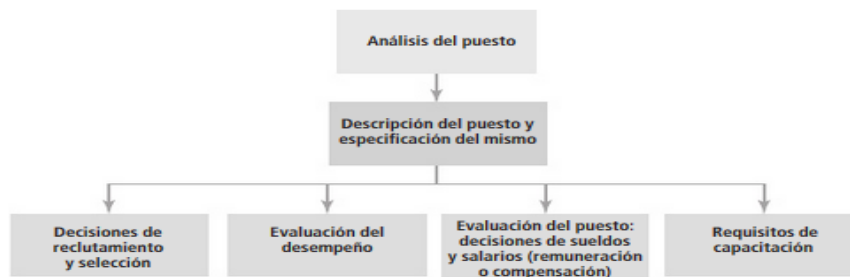 Análisis del puesto
Descripción del puesto y
especificación del mismo
Decisiones de
reclutamiento
y selección
Evaluación del
desempeño
Evaluación del puesto:
decisiones de sueldos
y salarios (remuneración
o compensación)
Requisitos de
capacitación